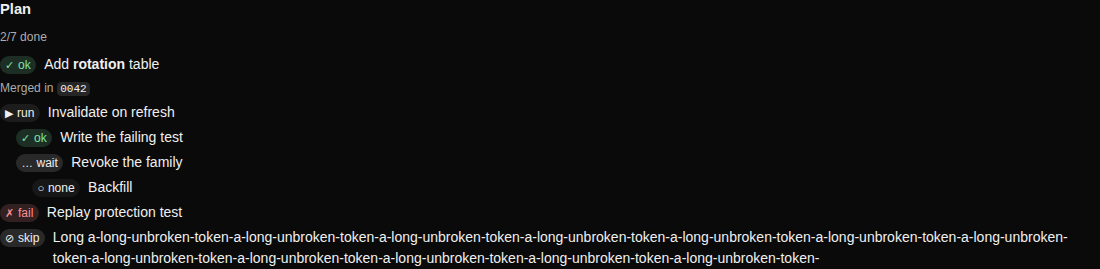 Plan
2/7 done
✓ ok Add rotation table
Merged in 0042
▶ run Invalidate on refresh
✓ ok Write the failing test
… wait Revoke the family
○ none Backfill
✗ fail Replay protection test
⊘ skip Long a-long-unbroken-token-a-long-unbroken-token-a-long-unbroken-token-a-long-unbroken-token-a-long-unbroken-token-a-long-unbroken-token-a-long-unbroken-
token-a-long-unbroken-token-a-long-unbroken-token-a-long-unbroken-token-a-long-unbroken-token-a-long-unbroken-token-